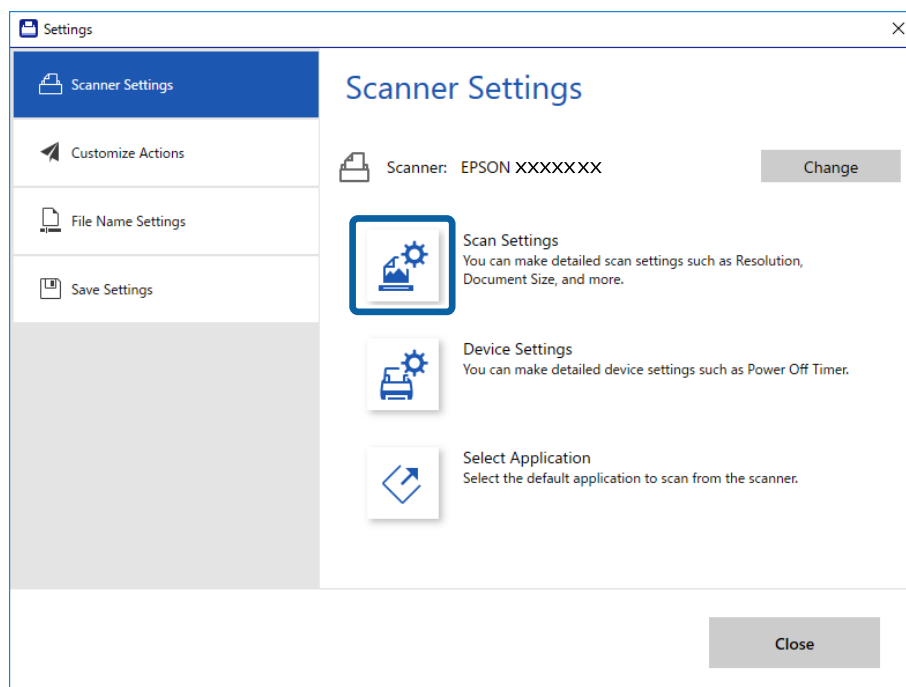 Settings
Scanner Settings
Customize Actions
File Name Settings
Save Settings
Scanner Settings
Scanner: EPSON XXXXXXX
Change
Scan Settings
You can make detailed scan settings such as Resolution,
Document Size, and more.
Device Settings
You can make detailed device settings such as Power Off Timer.
Select Application
Select the default application to scan from the scanner.
Close